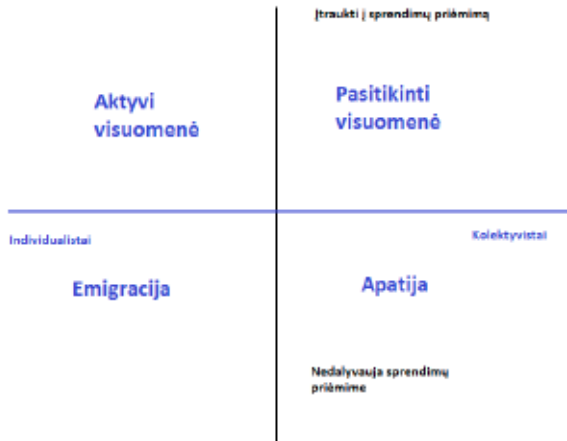 Įtraukti į sprendimų priėmimą
Aktyvi
visuomenė
Pasitikinti
visuomenė
Individualistai
Kolektyvistai
Emigracija
Apatija
Nedalyvauja sprendimų
priėmime